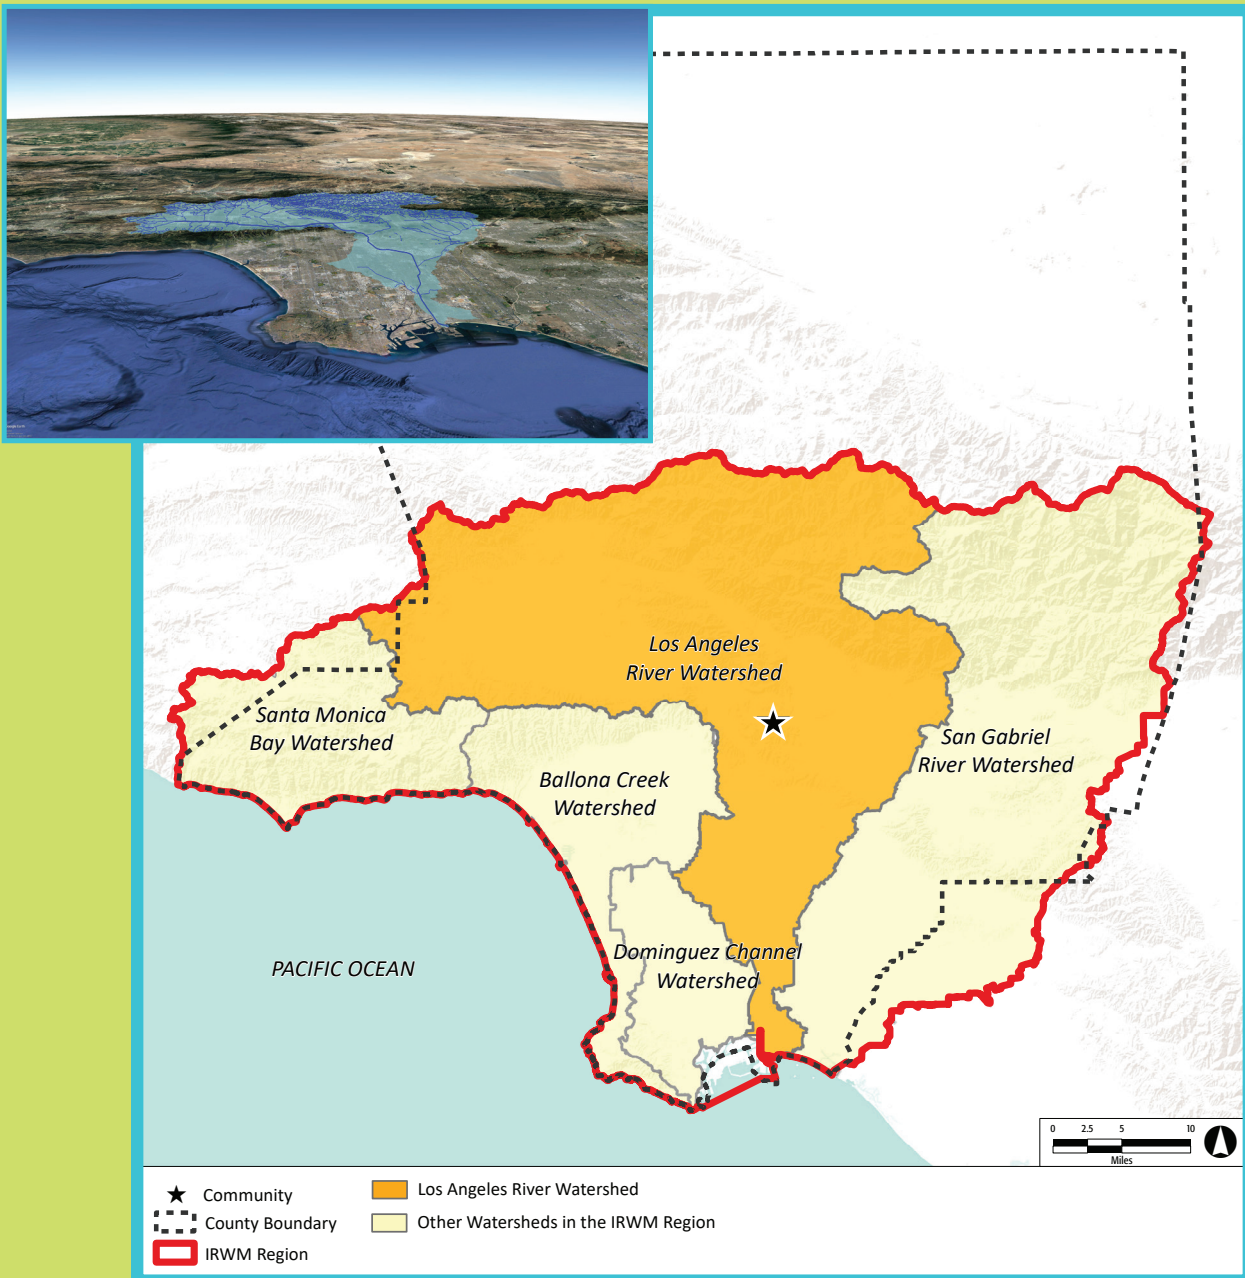 Los Angeles
River Watershed
Santa Monica
Bay Watershed
San Gabriel
River Watershed
Ballona Creek
Watershed
Dominguez Channel
Watershed
PACIFIC OCEAN
0 2.5 5 10
Miles
Community
County Boundary
IRWM Region
Los Angeles River Watershed
Other Watersheds in the IRWM Region